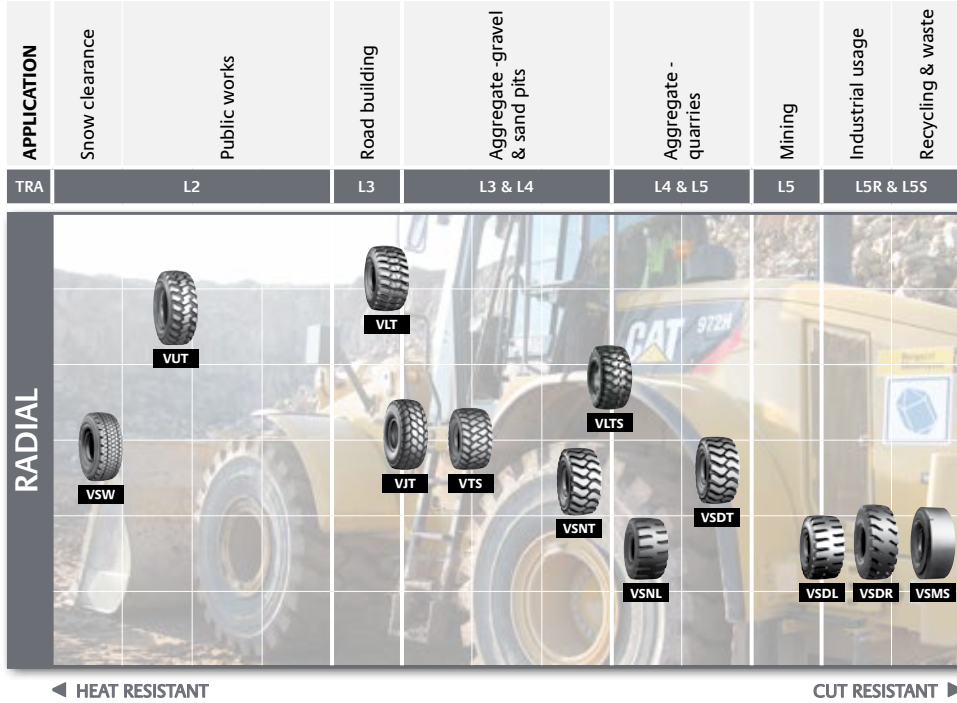 APPLICATION
Snow clearance
Public works
Road building
Aggregate -gravel
& sand pits
Aggregate -
quarries
Mining
Industrial usage
Recycling & waste
TRA
L2
L3
L3 & L4
L4 & L5
L5
L5R & L5S
RADIAL
VUT
VLT
CAT 972H
VLTS
VSW
VJT
VTS
VSNT
VSDT
VSNL
VSDL
VSDR
VSMS
HEAT RESISTANT
CUT RESISTANT